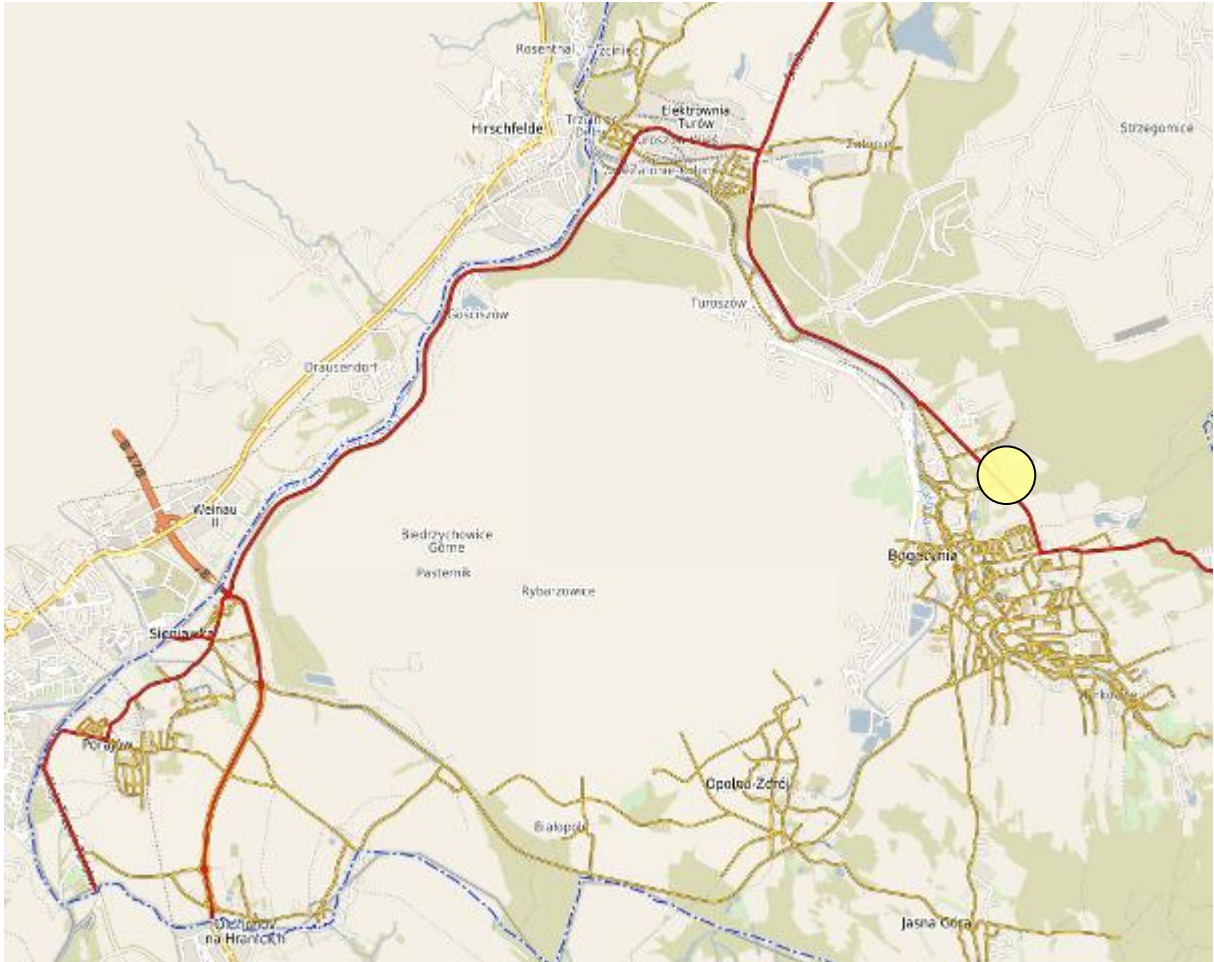 Rosenthal
Elektrownia
Turów
Hirschfelde
Strzegomice
Turoszów
Gościszów
Drausendorf
B 178
Weinau
II
Biedrzychowice
Górne
Pasternik
Rybarzowice
Bogatynia
Sieniawka
Porajów
Opolno-Zdrój
Białopole
Jasna Góra
na Hranicích